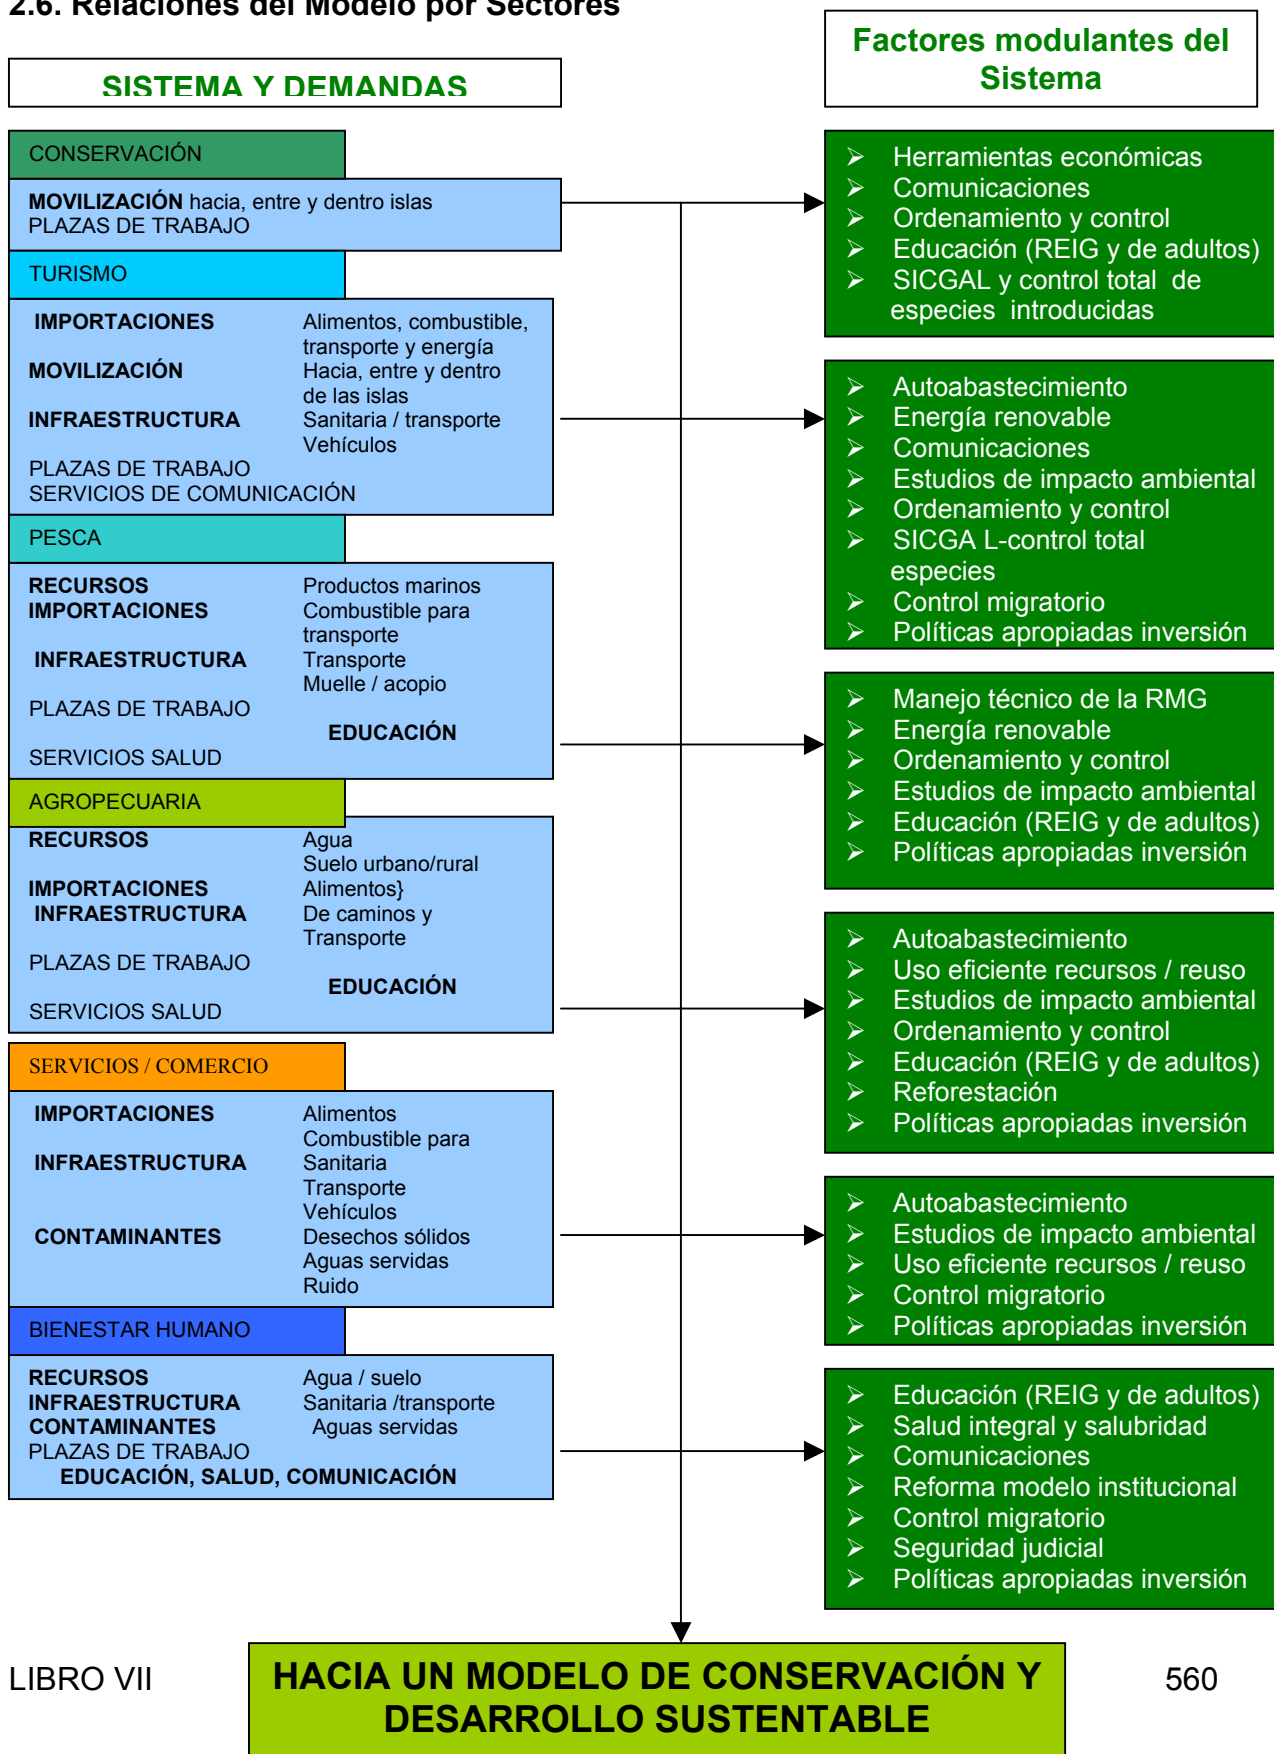 2.6. Relaciones del Modelo por Sectores
SISTEMA Y DEMANDAS
CONSERVACIÓN
MOVILIZACIÓN hacia, entre y dentro islas
PLAZAS DE TRABAJO
TURISMO
IMPORTACIONES Alimentos, combustible,
transporte y energía
MOVILIZACIÓN Hacia, entre y dentro
de las islas
INFRAESTRUCTURA Sanitaria / transporte
Vehículos
PLAZAS DE TRABAJO
SERVICIOS DE COMUNICACIÓN
PESCA
RECURSOS Productos marinos
IMPORTACIONES Combustible para
transporte
INFRAESTRUCTURA Transporte
Muelle / acopio
PLAZAS DE TRABAJO
EDUCACIÓN
SERVICIOS SALUD
AGROPECUARIA
RECURSOS Agua
Suelo urbano/rural
IMPORTACIONES Alimentos}
INFRAESTRUCTURA De caminos y
Transporte
PLAZAS DE TRABAJO
EDUCACIÓN
SERVICIOS SALUD
SERVICIOS / COMERCIO
IMPORTACIONES Alimentos
Combustible para
INFRAESTRUCTURA Sanitaria
Transporte
Vehículos
CONTAMINANTES Desechos sólidos
Aguas servidas
Ruido
BIENESTAR HUMANO
RECURSOS Agua / suelo
INFRAESTRUCTURA Sanitaria /transporte
CONTAMINANTES Aguas servidas
PLAZAS DE TRABAJO
EDUCACIÓN, SALUD, COMUNICACIÓN
Factores modulantes del
Sistema
➢ Herramientas económicas
➢ Comunicaciones
➢ Ordenamiento y control
➢ Educación (REIG y de adultos)
➢ SICGAL y control total de
especies introducidas
➢ Autoabastecimiento
➢ Energía renovable
➢ Comunicaciones
➢ Estudios de impacto ambiental
➢ Ordenamiento y control
➢ SICGA L-control total
especies
➢ Control migratorio
➢ Políticas apropiadas inversión
➢ Manejo técnico de la RMG
➢ Energía renovable
➢ Ordenamiento y control
➢ Estudios de impacto ambiental
➢ Educación (REIG y de adultos)
➢ Políticas apropiadas inversión
➢ Autoabastecimiento
➢ Uso eficiente recursos / reuso
➢ Estudios de impacto ambiental
➢ Ordenamiento y control
➢ Educación (REIG y de adultos)
➢ Reforestación
➢ Políticas apropiadas inversión
➢ Autoabastecimiento
➢ Estudios de impacto ambiental
➢ Uso eficiente recursos / reuso
➢ Control migratorio
➢ Políticas apropiadas inversión
➢ Educación (REIG y de adultos)
➢ Salud integral y salubridad
➢ Comunicaciones
➢ Reforma modelo institucional
➢ Control migratorio
➢ Seguridad judicial
➢ Políticas apropiadas inversión
LIBRO VII
HACIA UN MODELO DE CONSERVACIÓN Y
DESARROLLO SUSTENTABLE
560